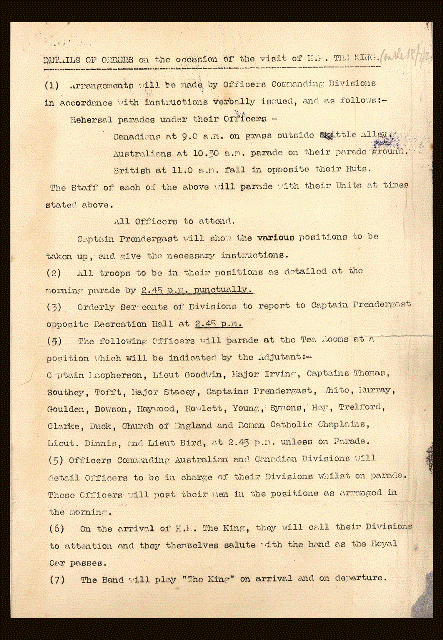 DETAILS OF ORDERS on the occasion of the visit of H.M. THE KING.
(1) Arrangements will be made by Officers Commanding Divisions
in accordance with instructions verbally issued, and as follows:-
Rehersal parades under their Officers -
Canadians at 9.0 a.m. on grass outside Skittle Alley.
Australians at 10.30 a.m. parade on their parade ground.
British at 11.0 a.m. fall in opposite their Huts.
The Staff of each of the above will parade with their Units at times
stated above.
All Officers to attend.
Captain Prendergast will show the various positions to be
taken up, and give the necessary instructions.
(2) All troops to be in their positions as detailed at the
morning parade by 2.45 p.m. punctually.
(3) Orderly Sergeants of Divisions to report to Captain Prendergast
opposite Recreation Hall at 2.45 p.m.
The following Officers will parade at the Tea Rooms at a
position which will be indicated by the Adjutant:-
Captain Lieut Goodwin, Major Irving, Captains Thomas,
Southey, Tofft, Major Stacey, Captains Prendergast, White, Murray,
Goulden, Dowson, Haywood, Howlett, Young, Symons, Hay, Trelford,
Clarke, Duck, Church of England and Roman Catholic Chaplains,
Lieut. Dinnis, and Lieut Bird, at 2.45 p.m. unless on Parade.
(5) Officers Commanding Australian and Canadian Divisions will
detail Officers to be in charge of their Divisions whilst on parade.
These Officers will post their men in the positions as arranged in
the morning.
(6) On the arrival of H.M. The King, they will call their Divisions
to attention and they themselves salute with the hand as the Royal
Car passes.
(7) The Band will play "The King" on arrival and on departure.